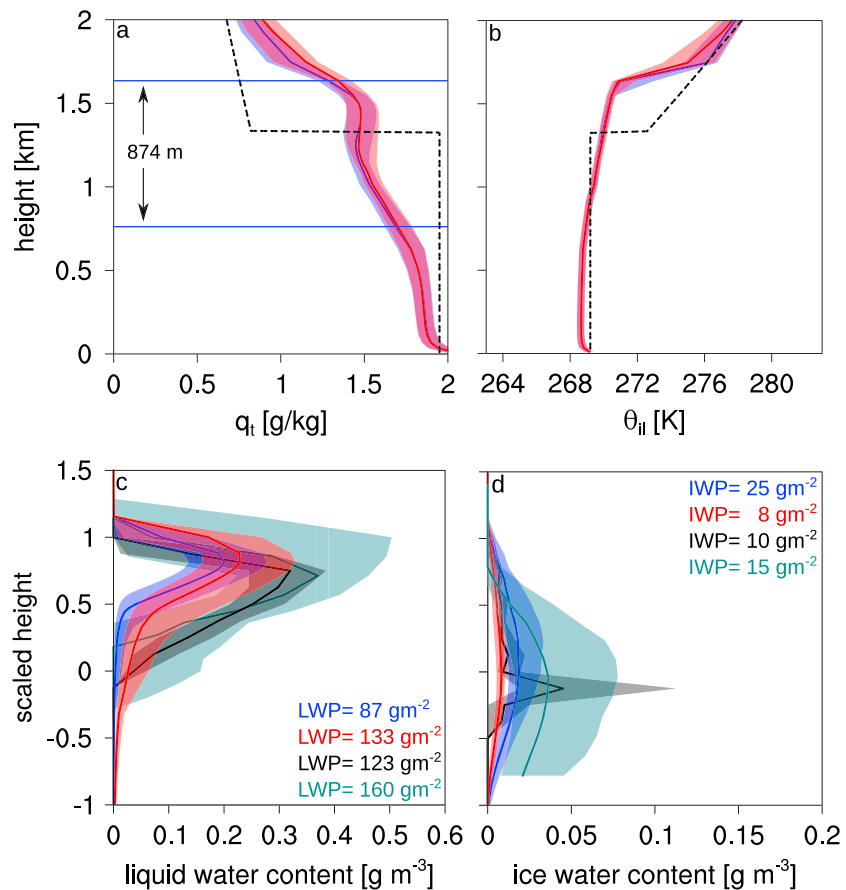 a
b
2
1.5
1
0.5
0
height [km]
874 m
0 0.5 1 1.5 2
264 268 272 276 280
qt [g/kg]
θil [K]
c
d
1.5
1
0.5
0
-0.5
-1
scaled height
LWP= 87 gm-2
LWP= 133 gm-2
LWP= 123 gm-2
LWP= 160 gm-2
IWP= 25 gm-2
IWP= 8 gm-2
IWP= 10 gm-2
IWP= 15 gm-2
0 0.1 0.2 0.3 0.4 0.5 0.6
0 0.05 0.1 0.15 0.2
liquid water content [g m-3]
ice water content [g m-3]